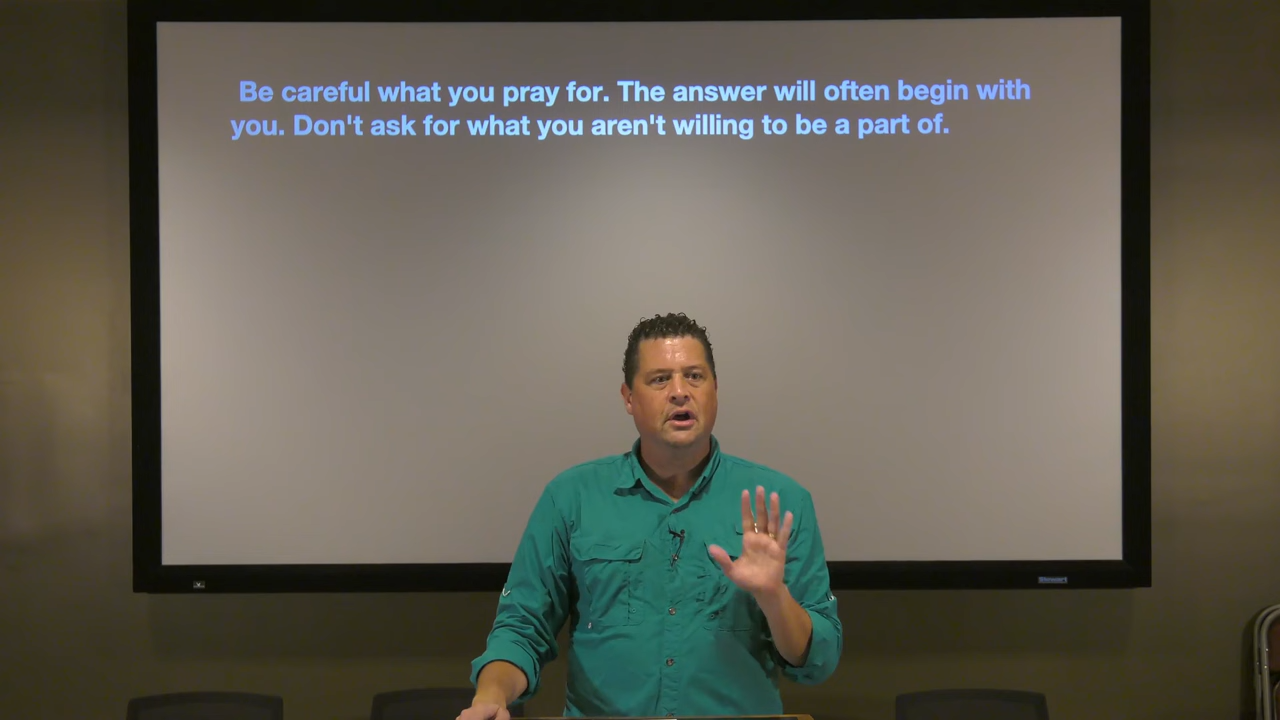 Be careful what you pray for. The answer will often begin with
you. Don't ask for what you aren't willing to be a part of.
Stewart